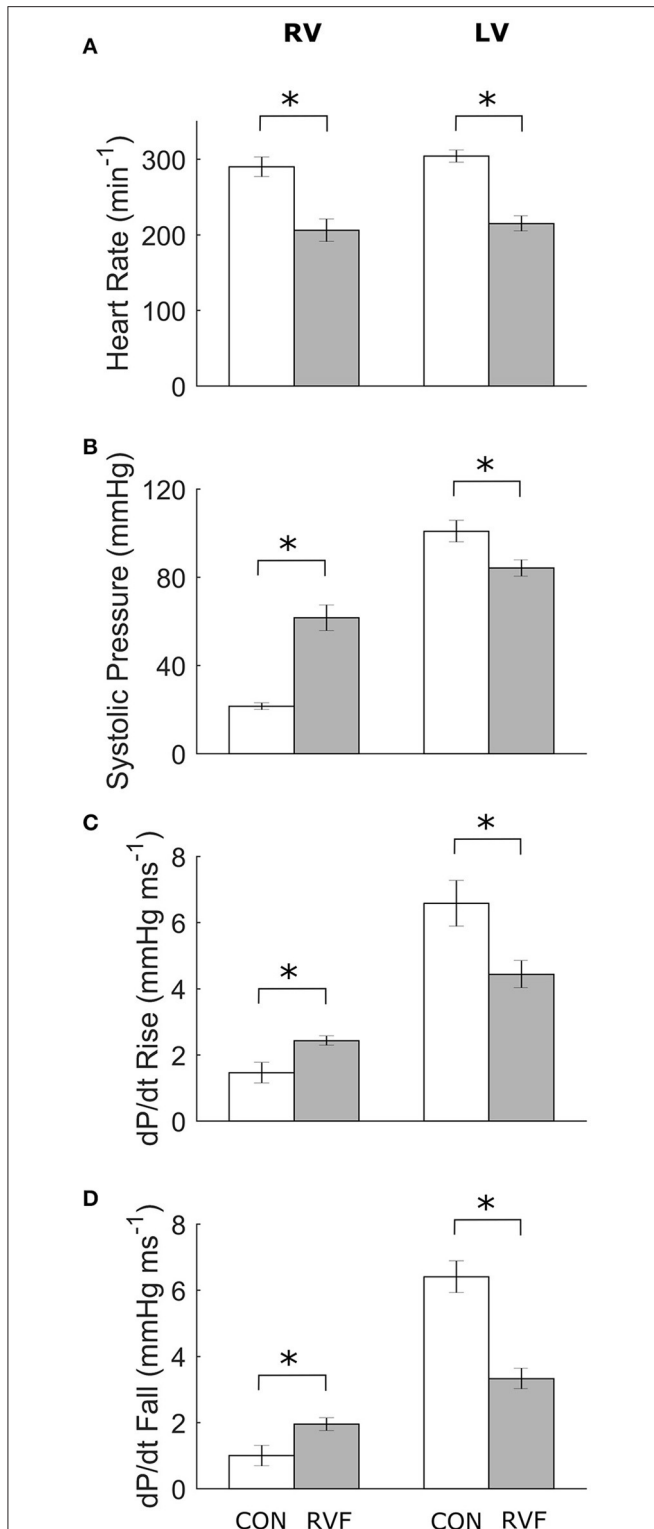 RV LV
A
* *
Heart Rate (min⁻¹)
300
200
100
0
B
* *
Systolic Pressure (mmHg)
120
80
40
0
C
* *
dP/dt Rise (mmHg ms⁻¹)
8
6
4
2
0
D
* *
dP/dt Fall (mmHg ms⁻¹)
8
6
4
2
0
CON RVF CON RVF